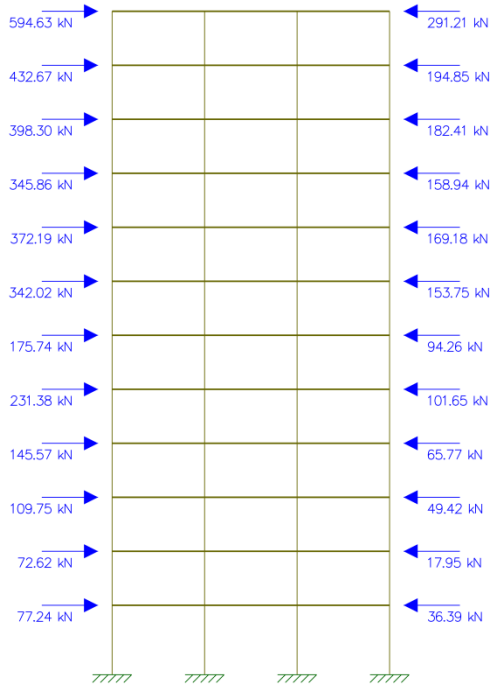 594.63 kN 291.21 kN
432.67 kN 194.85 kN
398.30 kN 182.41 kN
345.86 kN 158.94 kN
372.19 kN 169.18 kN
342.02 kN 153.75 kN
175.74 kN 94.26 kN
231.38 kN 101.65 kN
145.57 kN 65.77 kN
109.75 kN 49.42 kN
72.62 kN 17.95 kN
77.24 kN 36.39 kN